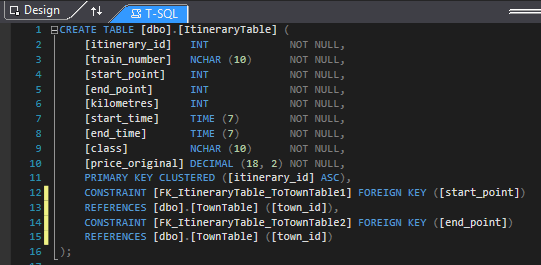 Design
T-SQL
1 CREATE TABLE [dbo].[ItineraryTable] (
2 [itinerary_id] INT NOT NULL,
3 [train_number] NCHAR (10) NOT NULL,
4 [start_point] INT NOT NULL,
5 [end_point] INT NOT NULL,
6 [kilometres] INT NOT NULL,
7 [start_time] TIME (7) NOT NULL,
8 [end_time] TIME (7) NOT NULL,
9 [class] NCHAR (10) NOT NULL,
10 [price_original] DECIMAL (18, 2) NOT NULL,
11 PRIMARY KEY CLUSTERED ([itinerary_id] ASC),
12 CONSTRAINT [FK_ItineraryTable_ToTownTable1] FOREIGN KEY ([start_point])
13 REFERENCES [dbo].[TownTable] ([town_id]),
14 CONSTRAINT [FK_ItineraryTable_ToTownTable2] FOREIGN KEY ([end_point])
15 REFERENCES [dbo].[TownTable] ([town_id])
16 );